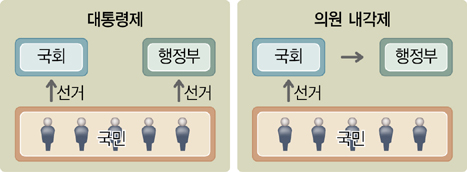 대통령제
국회 행정부
선거 선거
국민
의원 내각제
국회 → 행정부
선거
국민